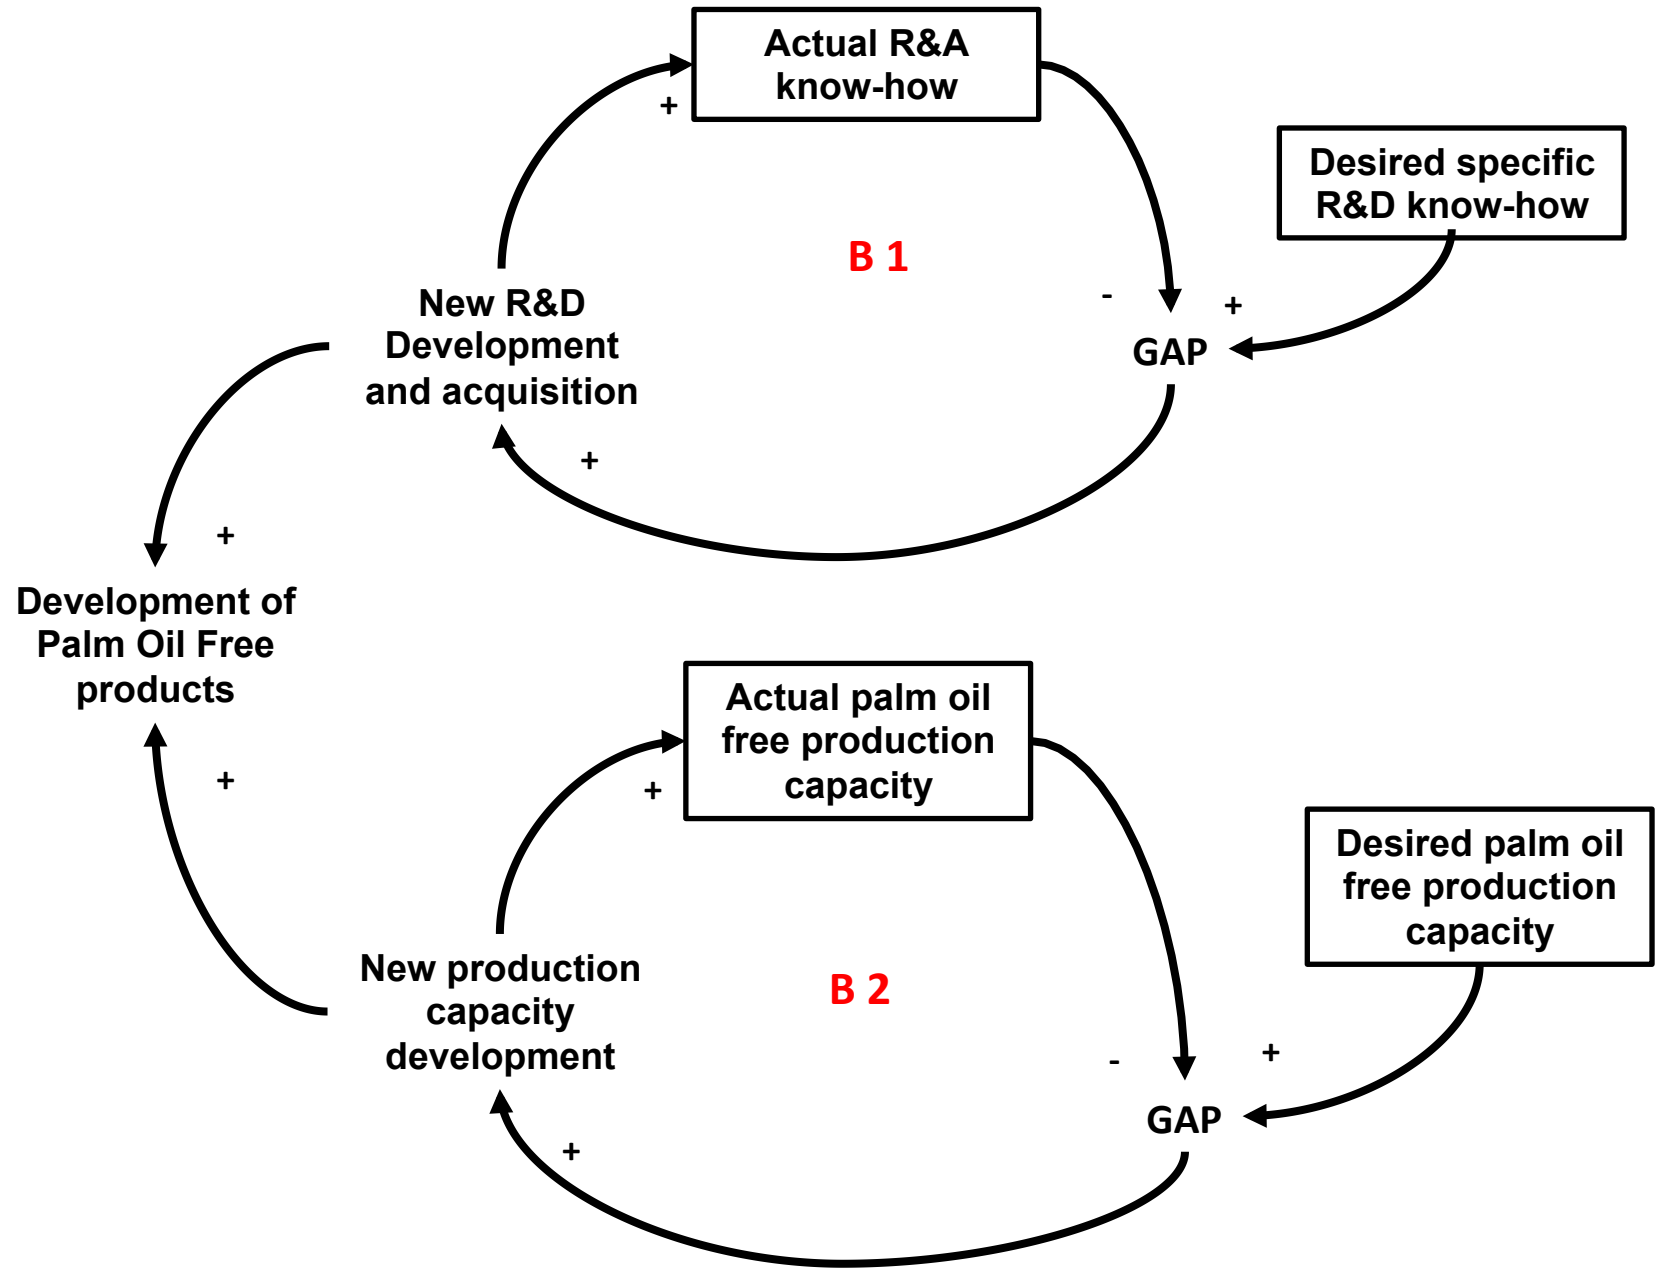 Actual R&A
know-how
+
Desired specific
R&D know-how
B 1
-
+
New R&D
Development
and acquisition
GAP
+
+
Development of
Palm Oil Free
products
Actual palm oil
free production
capacity
+
+
Desired palm oil
free production
capacity
New production
capacity
development
B 2
-
+
GAP
+